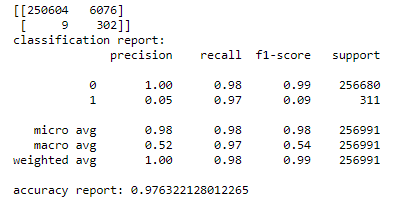 [[250604   6076]
 [     9    302]]
classification report:
              precision    recall  f1-score   support

           0       1.00      0.98      0.99    256680
           1       0.05      0.97      0.09       311

   micro avg       0.98      0.98      0.98    256991
   macro avg       0.52      0.97      0.54    256991
weighted avg       1.00      0.98      0.99    256991

accuracy report: 0.976322128012265